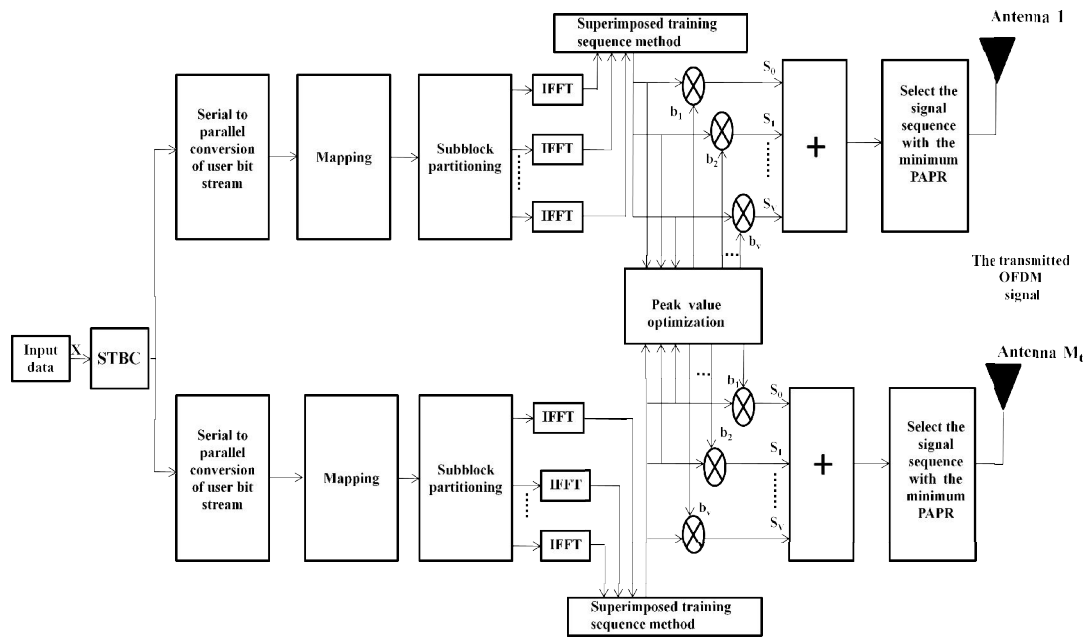 Superimposed training
sequence method
Antenna 1
Serial to
parallel
conversion
of user bit
stream
Mapping
Subblock
partitioning
IFFT
IFFT
IFFT
b1
b2
bv
...
S0
S1
Sv
+
Select the
signal
sequence
with the
minimum
PAPR
The transmitted
OFDM
signal
Peak value
optimization
Input
data
X
STBC
Antenna Mt
Serial to
parallel
conversion
of user bit
stream
Mapping
Subblock
partitioning
IFFT
IFFT
IFFT
...
b1
b2
bv
S0
S1
Sv
+
Select the
signal
sequence
with the
minimum
PAPR
Superimposed training
sequence method